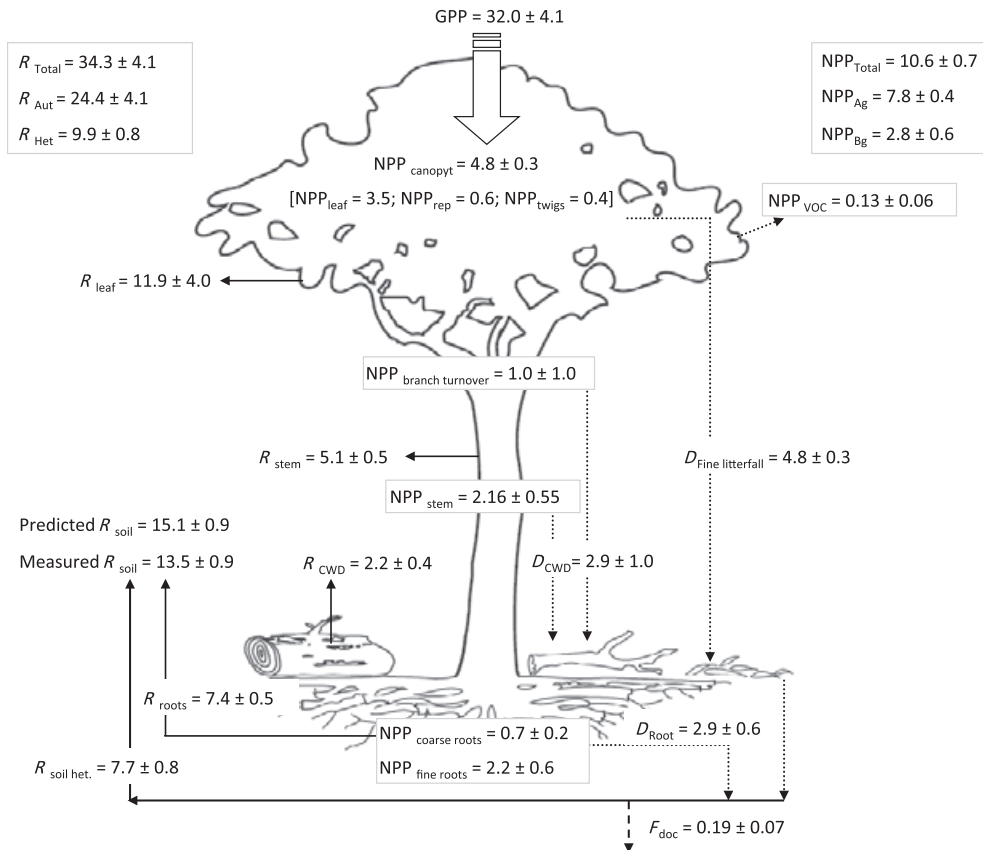 GPP = 32.0 ± 4.1
R Total = 34.3 ± 4.1
R Aut = 24.4 ± 4.1
R Het = 9.9 ± 0.8
NPP Total = 10.6 ± 0.7
NPP Ag = 7.8 ± 0.4
NPP Bg = 2.8 ± 0.6
NPP canopyt = 4.8 ± 0.3
[NPP leaf = 3.5; NPP rep = 0.6; NPP twigs = 0.4]
NPP VOC = 0.13 ± 0.06
R leaf = 11.9 ± 4.0
NPP branch turnover = 1.0 ± 1.0
R stem = 5.1 ± 0.5
D Fine litterfall = 4.8 ± 0.3
NPP stem = 2.16 ± 0.55
Predicted R soil = 15.1 ± 0.9
Measured R soil = 13.5 ± 0.9
R CWD = 2.2 ± 0.4
D CWD = 2.9 ± 1.0
R roots = 7.4 ± 0.5
NPP coarse roots = 0.7 ± 0.2
NPP fine roots = 2.2 ± 0.6
D Root = 2.9 ± 0.6
R soil het. = 7.7 ± 0.8
F doc = 0.19 ± 0.07